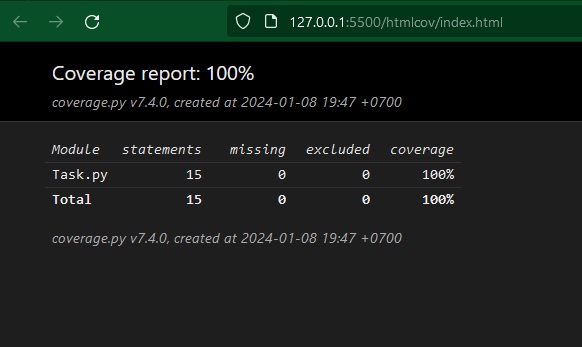 127.0.0.1:5500/htmlcov/index.html
Coverage report: 100%
coverage.py v7.4.0, created at 2024-01-08 19:47 +0700
Module statements missing excluded coverage
Task.py 15 0 0 100%
Total 15 0 0 100%
coverage.py v7.4.0, created at 2024-01-08 19:47 +0700